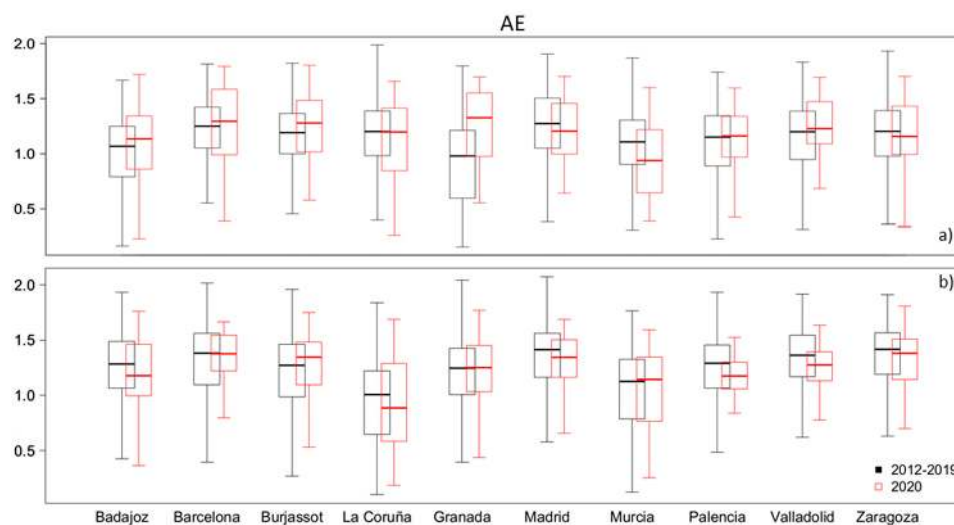 AE
2.0
1.5
1.0
0.5
a)
b)
2.0
1.5
1.0
0.5
2012-2019
2020
Badajoz Barcelona Burjassot La Coruña Granada Madrid Murcia Palencia Valladolid Zaragoza